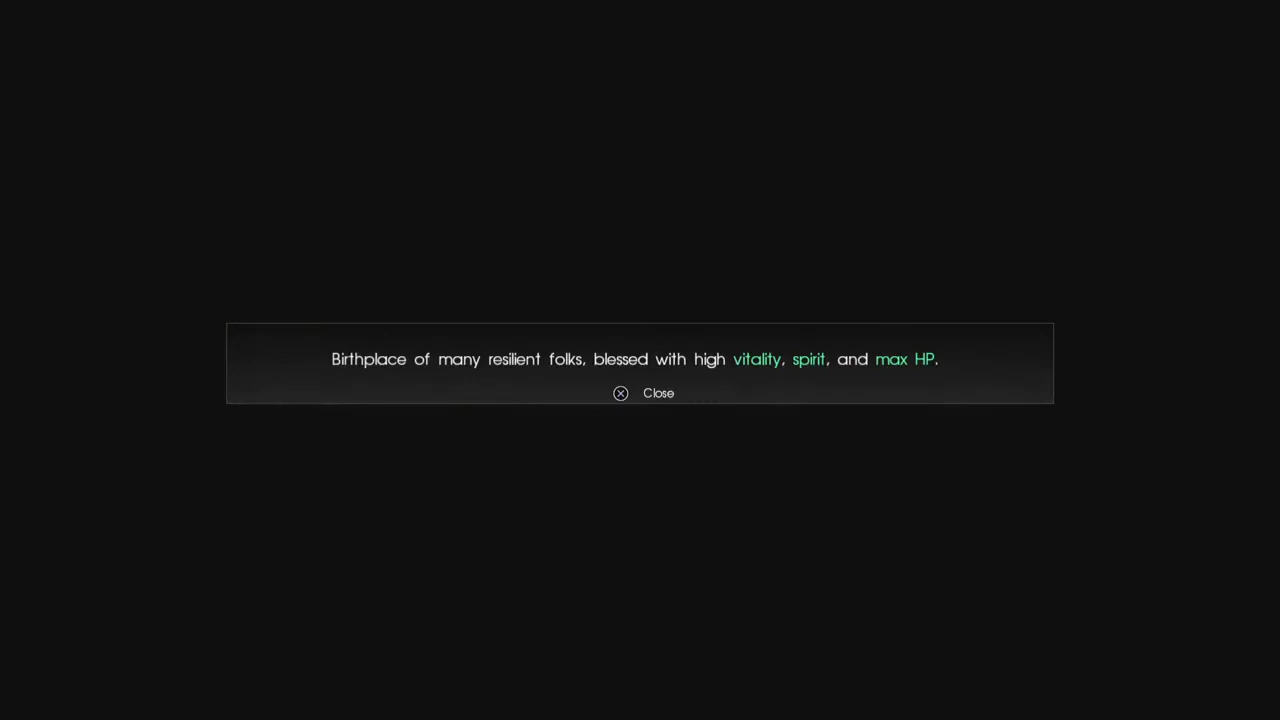 Birthplace of many resilient folks, blessed with high vitality, spirit, and max HP.
Close